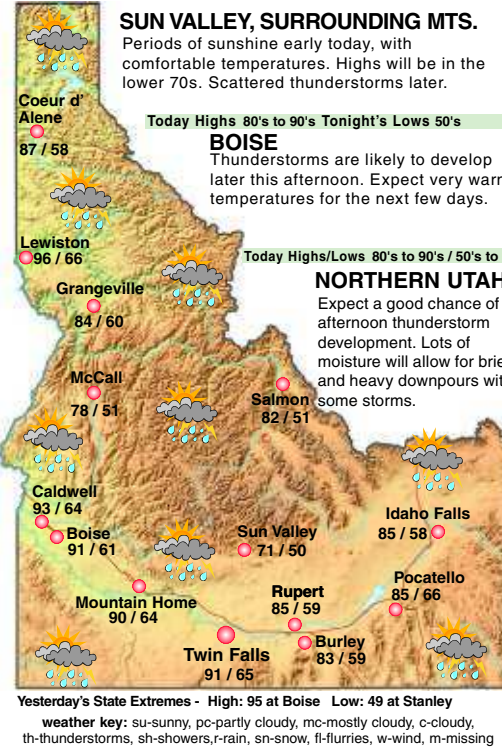 SUN VALLEY, SURROUNDING MTS.
Periods of sunshine early today, with
comfortable temperatures. Highs will be in the
lower 70s. Scattered thunderstorms later.
Today Highs 80's to 90's Tonight's Lows 50's
BOISE
Thunderstorms are likely to develop
later this afternoon. Expect very warm
temperatures for the next few days.
Today Highs/Lows 80's to 90's / 50's to
NORTHERN UTAH
Expect a good chance of
afternoon thunderstorm
development. Lots of
moisture will allow for brie
and heavy downpours wit
some storms.
Coeur d'
Alene
87 / 58
Lewiston
96 / 66
Grangeville
84 / 60
McCall
78 / 51
Salmon
82 / 51
Caldwell
93 / 64
Boise
91 / 61
Sun Valley
71 / 50
Idaho Falls
85 / 58
Mountain Home
90 / 64
Rupert
85 / 59
Pocatello
85 / 66
Twin Falls
91 / 65
Burley
83 / 59
Yesterday's State Extremes - High: 95 at Boise Low: 49 at Stanley
weather key: su-sunny, pc-partly cloudy, mc-mostly cloudy, c-cloudy,
th-thunderstorms, sh-showers,r-rain, sn-snow, fl-flurries, w-wind, m-missing